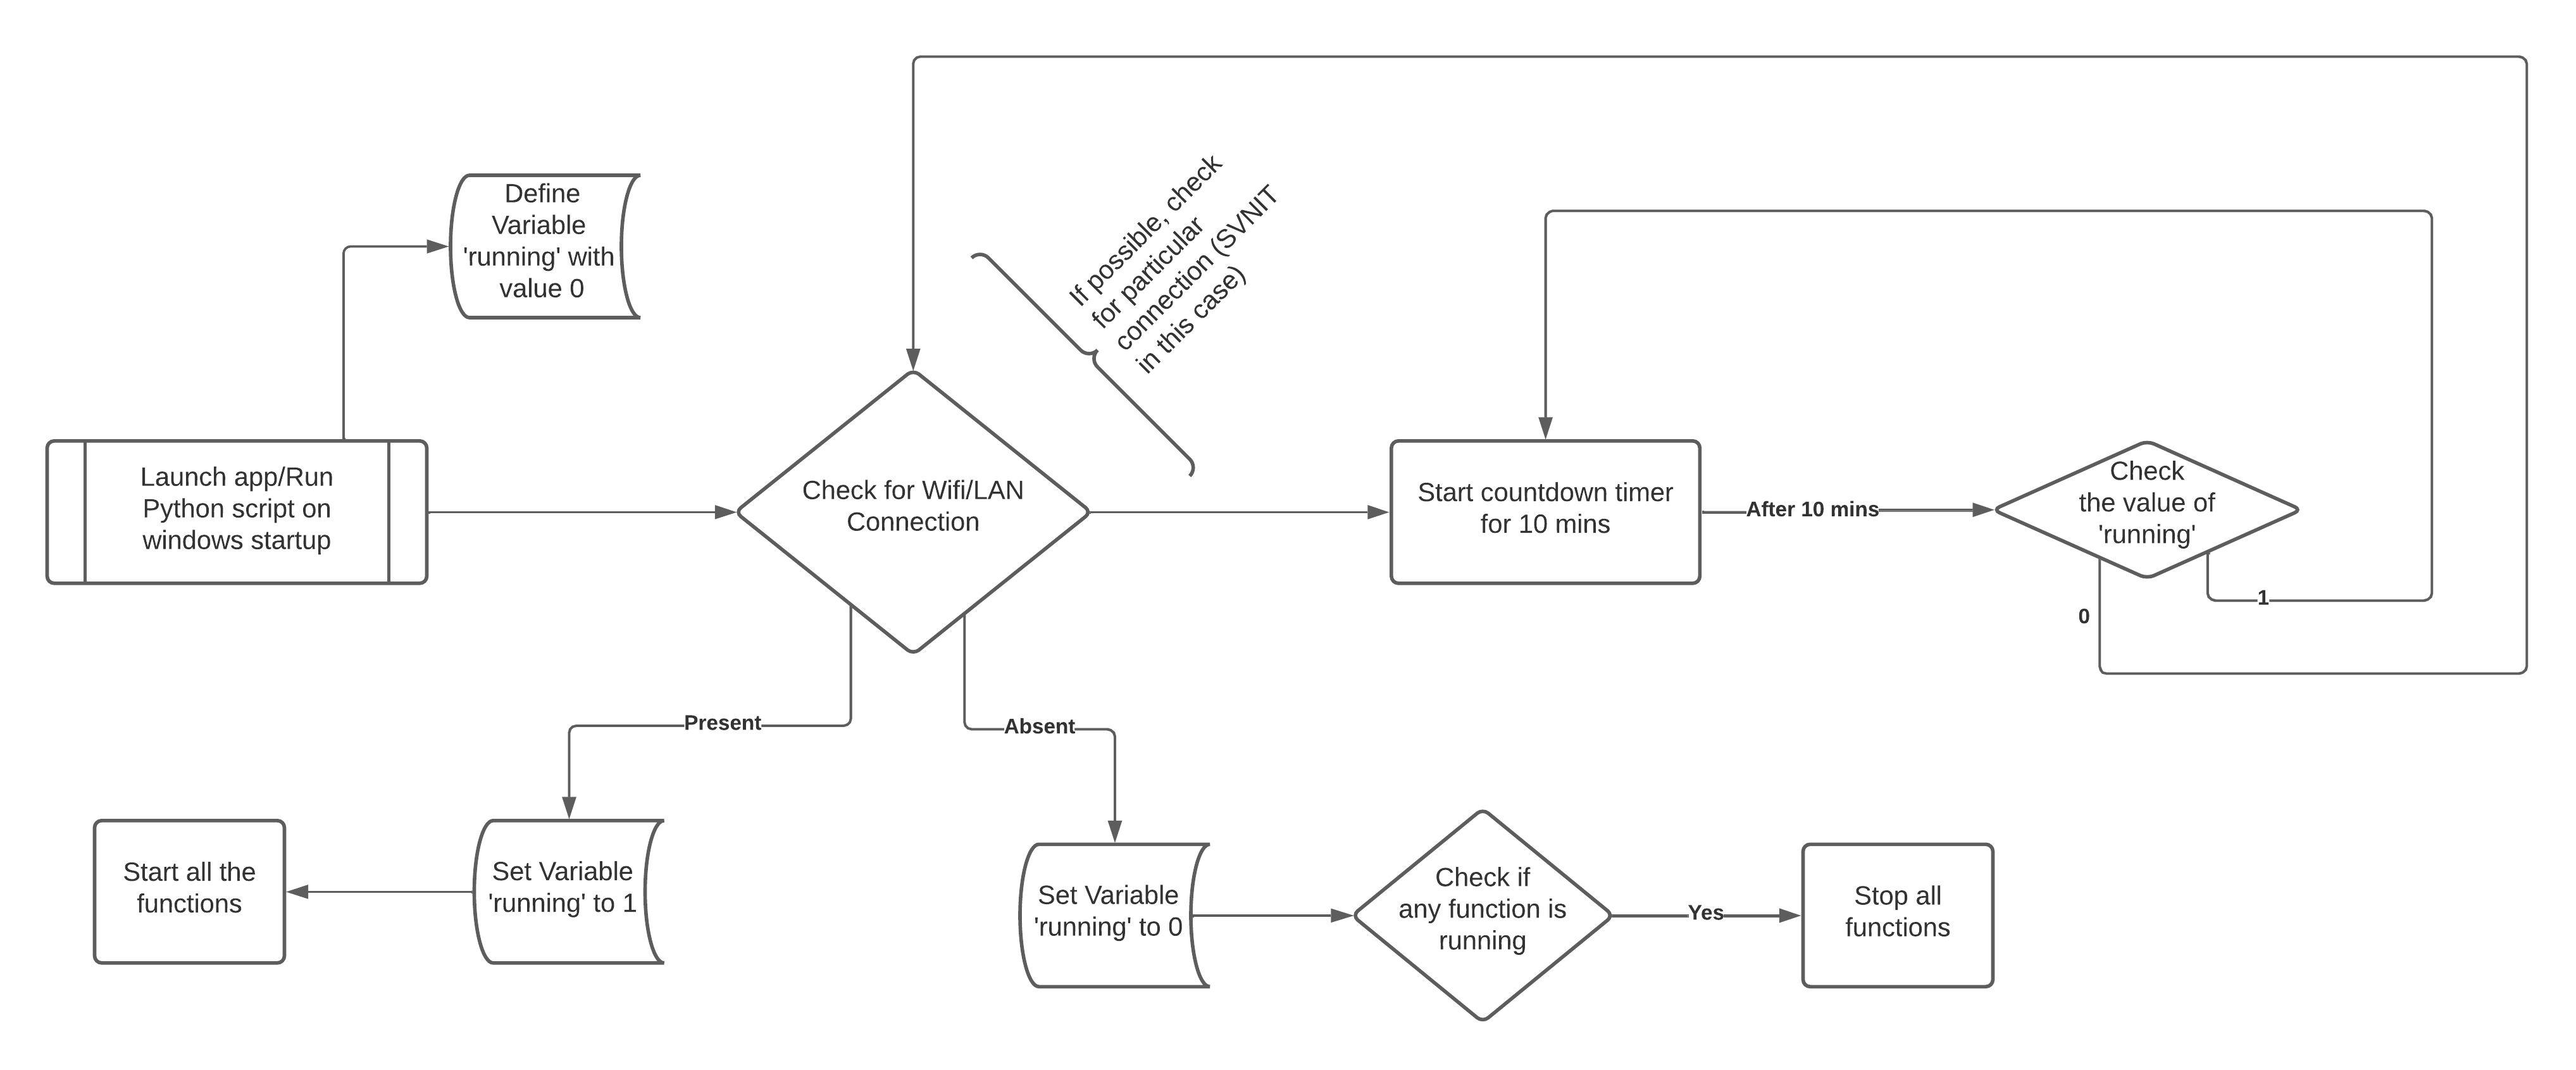 Define
Variable
'running' with
value 0
If possible, check
for particular
connection (SVNIT
in this case)
Launch app/Run
Python script on
windows startup
Check for Wifi/LAN
Connection
Start countdown timer
for 10 mins
After 10 mins
Check
the value of
'running'
1
0
Present
Absent
Start all the
functions
Set Variable
'running' to 1
Set Variable
'running' to 0
Check if
any function is
running
Yes
Stop all
functions